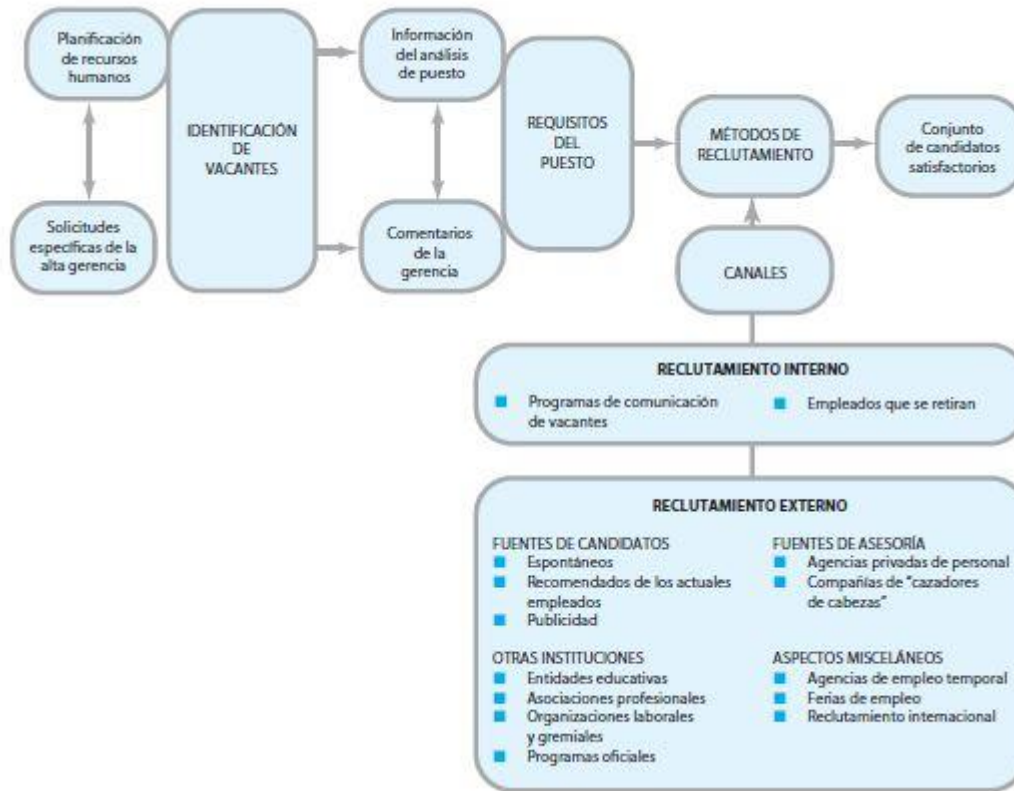 Planificación
de recursos
humanos
Solicitudes
específicas de la
alta gerencia
IDENTIFICACIÓN
DE
VACANTES
Información
del análisis
de puesto
Comentarios
de la
gerencia
REQUISITOS
DEL
PUESTO
MÉTODOS DE
RECLUTAMIENTO
Conjunto
de candidatos
satisfactorios
CANALES
RECLUTAMIENTO INTERNO
Programas de comunicación
de vacantes
Empleados que se retiran
RECLUTAMIENTO EXTERNO
FUENTES DE CANDIDATOS
Espontáneos
Recomendados de los actuales
empleados
Publicidad
FUENTES DE ASESORÍA
Agencias privadas de personal
Compañías de "cazadores
de cabezas"
OTRAS INSTITUCIONES
Entidades educativas
Asociaciones profesionales
Organizaciones laborales
y gremiales
Programas oficiales
ASPECTOS MISCELÁNEOS
Agencias de empleo temporal
Ferias de empleo
Reclutamiento internacional